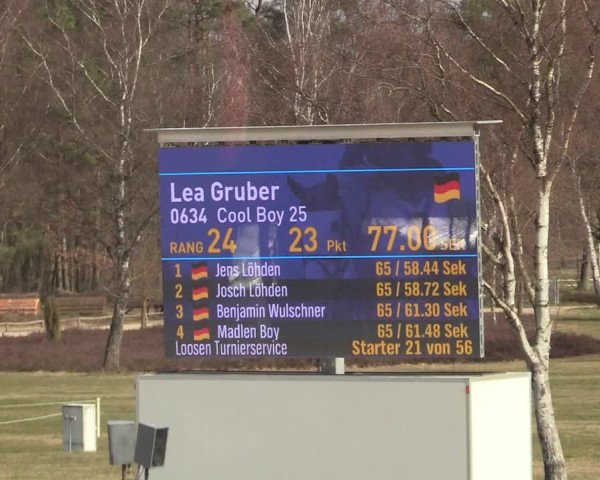 Lea Gruber
0634 Cool Boy 25
RANG 24 23 Pkt 77.00 Sek
1 Jens Löhden 65 / 58.44 Sek
2 Josch Löhden 65 / 58.72 Sek
3 Benjamin Wulschner 65 / 61.30 Sek
4 Madlen Boy 65 / 61.48 Sek
Loosen Turnierservice Starter 21 von 56